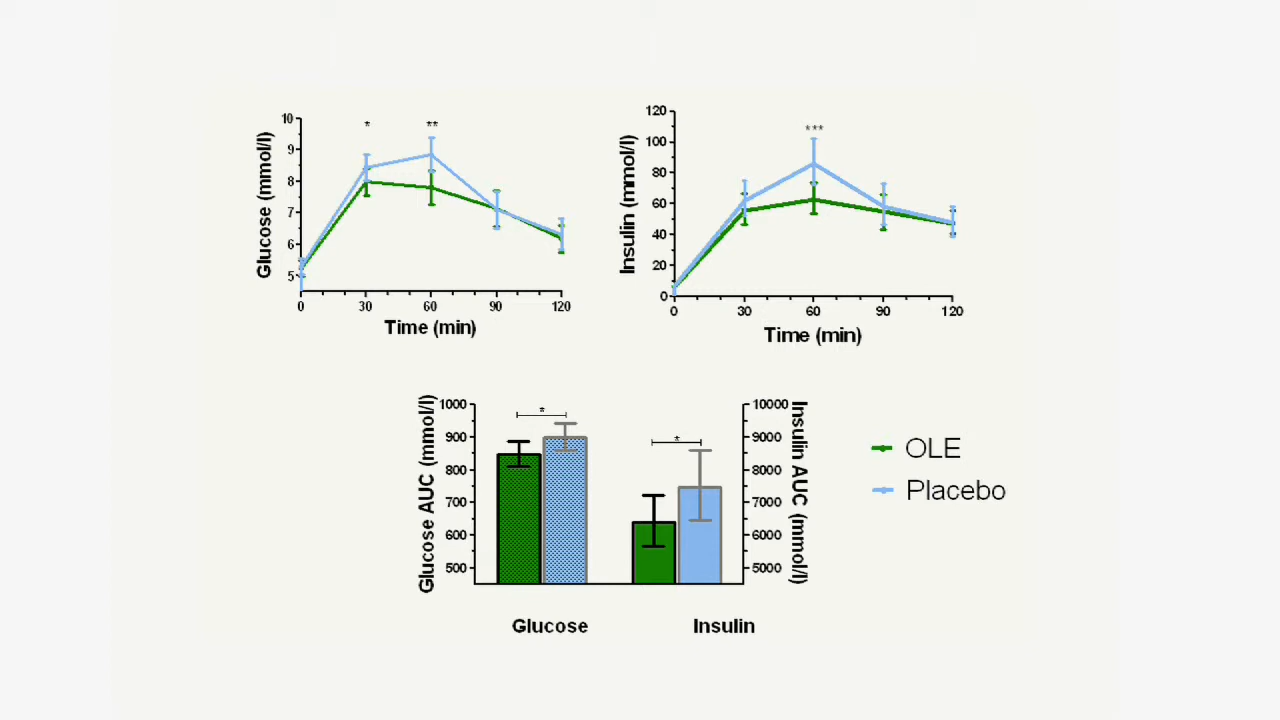 Glucose (mmol/l)
10
9
8
7
6
5
* **
0 30 60 90 120
Time (min)
Insulin (mmol/l)
120
100
80
60
40
20
0
***
0 30 60 90 120
Time (min)
Glucose AUC (mmol/l)
1000
900
800
700
600
500
*
*
10000
9000
8000
7000
6000
5000
Insulin AUC (mmol/l)
Glucose Insulin
OLE
Placebo